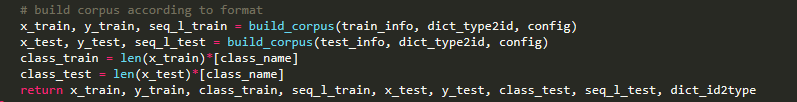 # build corpus according to format
x_train, y_train, seq_l_train = build_corpus(train_info, dict_type2id, config)
x_test, y_test, seq_l_test = build_corpus(test_info, dict_type2id, config)
class_train = len(x_train)*[class_name]
class_test = len(x_test)*[class_name]
return x_train, y_train, class_train, seq_l_train, x_test, y_test, class_test, seq_l_test, dict_id2type